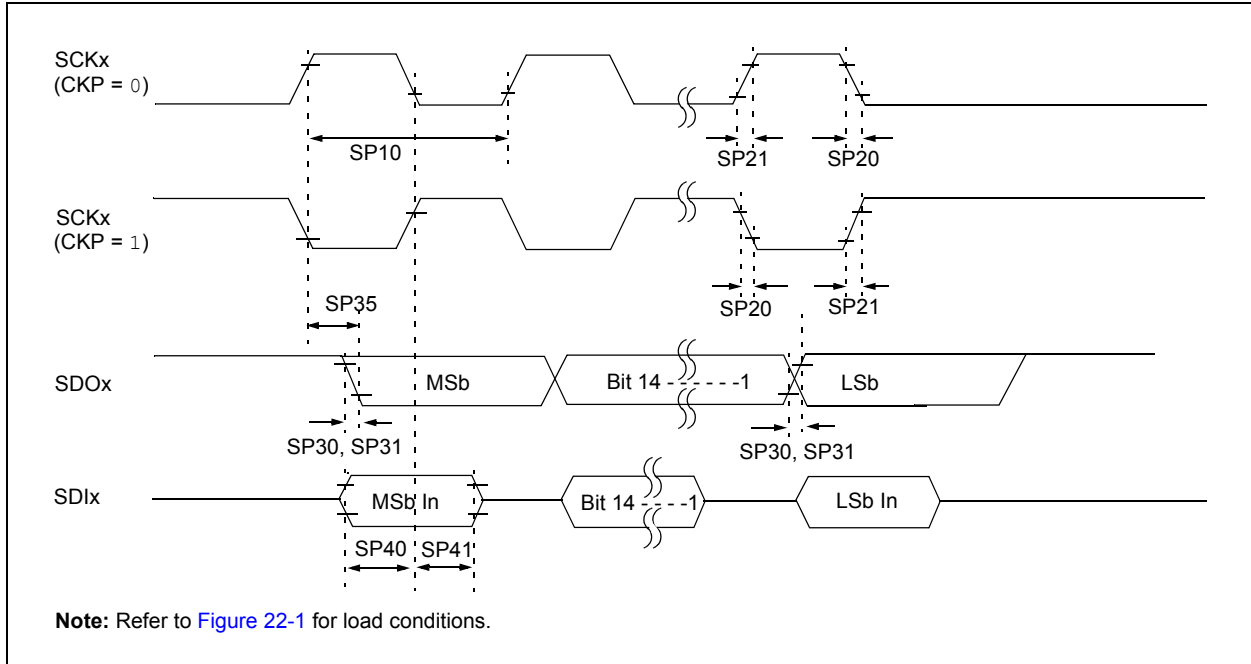 SCKx
(CKP = 0)
SP10
SP21
SP20
SCKx
(CKP = 1)
SP35
SP20
SP21
SDOx
MSb
Bit 14 - - - - - -1
LSb
SP30, SP31
SP30, SP31
SDIx
MSb In
Bit 14 - - - -1
LSb In
SP40
SP41
Note: Refer to Figure 22-1 for load conditions.